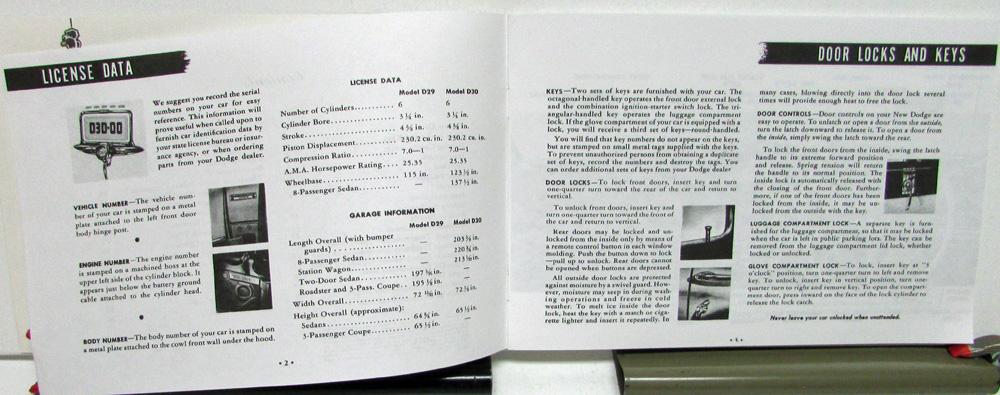 LICENSE DATA
030-00
We suggest you record the serial
numbers on your car for easy
reference. This information will
prove useful when called upon to
furnish car identification data by
your state license bureau or insur-
ance agency, or when ordering
parts from your Dodge dealer.
VEHICLE NUMBER—The vehicle num-
ber of your car is stamped on a metal
plate attached to the left front door
body hinge post.
ENGINE NUMBER—The engine number
is stamped on a machined boss at the
upper left side of the cylinder block. It
appears just below the battery ground
cable attached to the cylinder head.
BODY NUMBER—The body number of your car is stamped on
a metal plate attached to the cowl front wall under the hood.
LICENSE DATA
Model D29 Model D30
Number of Cylinders 6 6
Cylinder Bore 3¼ in. 3¼ in.
Stroke 4⅝ in. 4⅝ in.
Piston Displacement 230.2 cu. in. 230.2 cu. in.
Compression Ratio 7.0—1 7.0—1
A.M.A. Horsepower Rating 25.35 25.35
Wheelbase 115 in. 123½ in.
8-Passenger Sedan — 137½ in.
GARAGE INFORMATION
Model D29 Model D30
Length Overall (with bumper
guards) —
8-Passenger Sedan —
Station Wagon —
Two-Door Sedan —
Roadster and 3-Pass. Coupe —
Width Overall
Height Overall (approximate):
Sedans
3-Passenger Coupe —
• 2 •
DOOR LOCKS AND KEYS
KEYS—Two sets of keys are furnished with your car. The
octagonal-handled key operates the front door external lock
and the combination ignition-starter switch lock. The tri-
angular-handled key operates the luggage compartment
lock. If the glove compartment of your car is equipped with a
lock, you will receive a third set of keys—round-handled.
You will find that key numbers do not appear on the keys,
but are stamped on small metal tags supplied with the keys.
To prevent unauthorized persons from obtaining a duplicate
set of keys, record the numbers and destroy the tags. You
can order additional sets of keys from your Dodge dealer
DOOR LOCKS—To lock front doors, insert key and turn
one-quarter turn toward the rear of the car and return to
vertical.
To unlock front doors, insert key and
turn one-quarter turn toward the front of
the car and return to vertical.
Rear doors may be locked and un-
locked from the inside only by means of
a remote control button in each window
molding. Push the button down to lock
—pull up to unlock. Rear doors cannot
be opened when buttons are depressed.
All outside door locks are protected
against moisture by a swivel guard. How-
ever, moisture may seep in during wash-
ing operations and freeze in cold
weather. To melt ice inside the door
lock, heat the key with a match or ciga-
rette lighter and insert it repeatedly. In
many cases, blowing directly into the door lock several
times will provide enough heat to free the lock.
DOOR CONTROLS—Door controls on your New Dodge are
easy to operate. To unlatch or open a door from the outside,
turn the latch downward to release it. To open a door from
the inside, simply swing the latch toward the rear.
To lock the front doors from the inside, swing the latch
handle to its extreme forward position
and release. Spring tension will return
the handle to its normal position. The
inside lock is automatically released with
the closing of the front door. Further-
more, if one of the front doors has been
locked from the inside, it may be un-
locked from the outside with the key.
LUGGAGE COMPARTMENT LOCK—A separate key is furn-
ished for the luggage compartment, so that it may be locked
when the car is left in public parking lots. The key can be
removed from the luggage compartment lid lock, whether
locked or unlocked.
GLOVE COMPARTMENT LOCK—To lock, insert key at "3
o'clock" position, turn one-quarter turn to left and remove
key. To unlock, insert key in vertical position, turn one-
quarter turn to right and remove key. To open the compart-
ment door, press inward on the face of the lock cylinder to
release the lock catch.
Never leave your car unlocked when unattended.